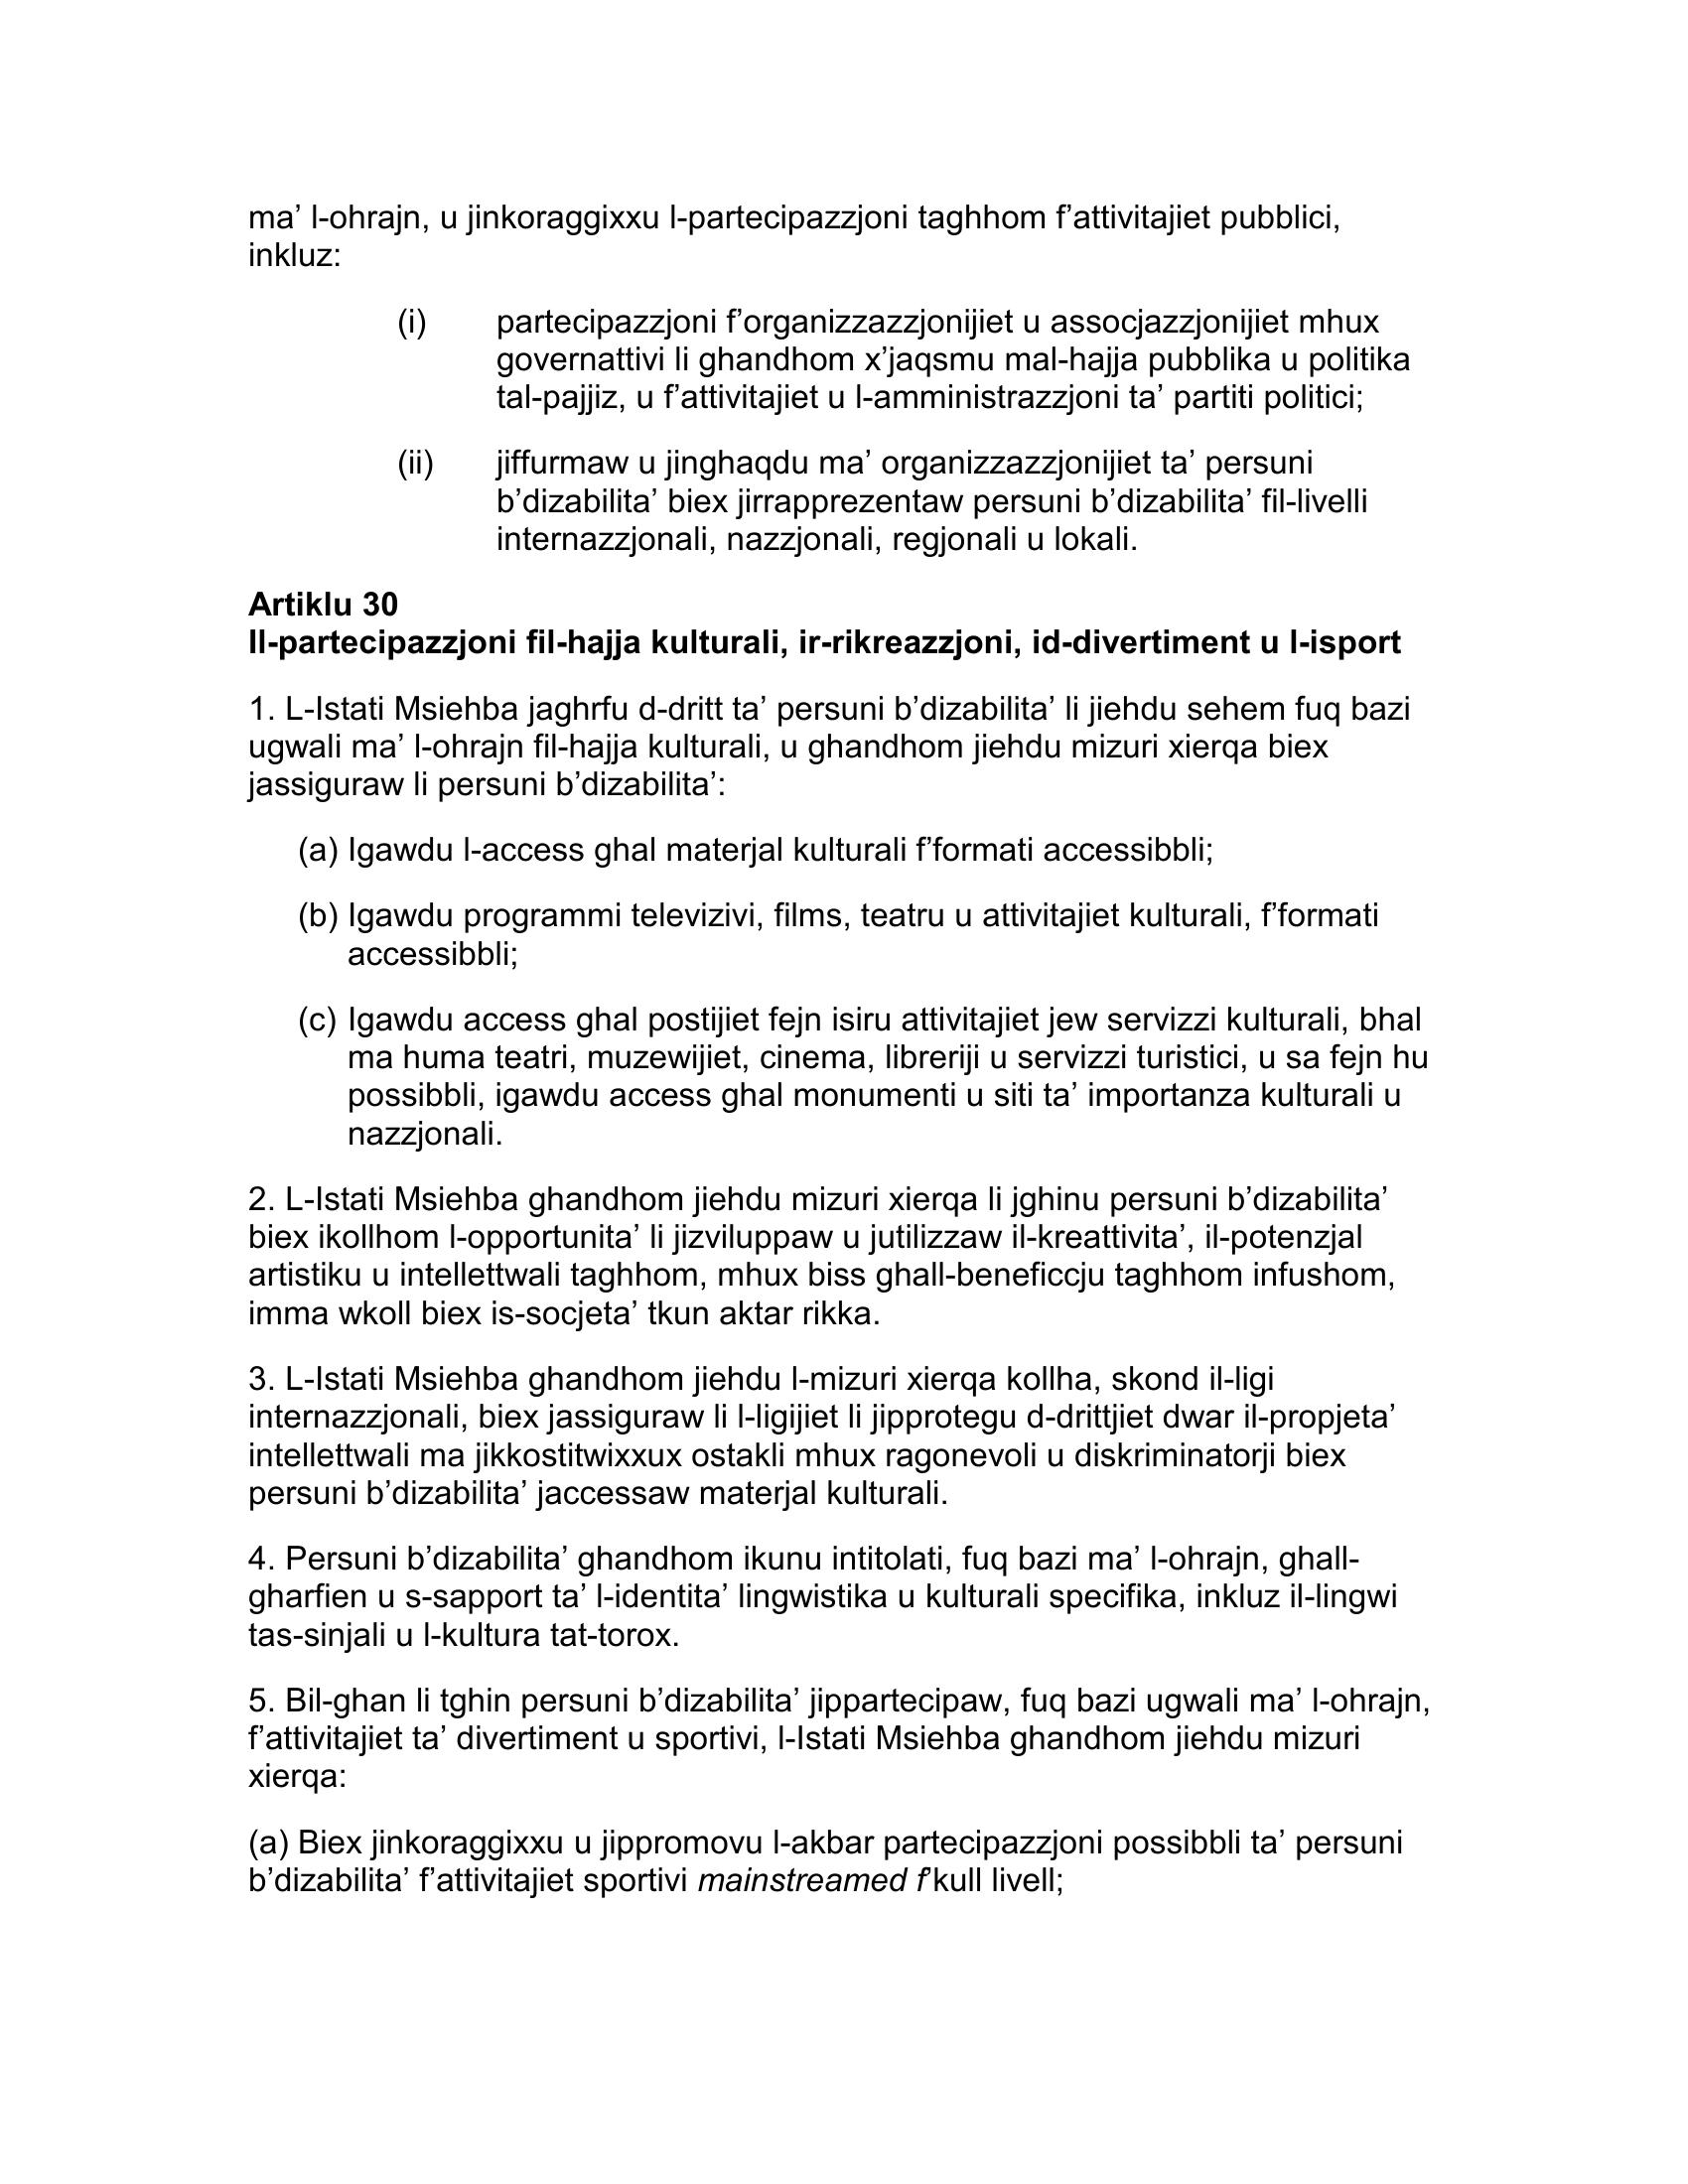 ma’ l-ohrajn, u jinkoraggixxu l-partecipazzjoni taghhom f’attivitajiet pubblici,
inkluz:
(i) partecipazzjoni f’organizzazzjonijiet u assocjazzjonijiet mhux
governattivi li ghandhom x’jaqsmu mal-hajja pubblika u politika
tal-pajjiz, u f’attivitajiet u l-amministrazzjoni ta’ partiti politici;
(ii) jiffurmaw u jinghaqdu ma’ organizzazzjonijiet ta’ persuni
b’dizabilita’ biex jirrapprezentaw persuni b’dizabilita’ fil-livelli
internazzjonali, nazzjonali, regjonali u lokali.
Artiklu 30
Il-partecipazzjoni fil-hajja kulturali, ir-rikreazzjoni, id-divertiment u l-isport
1. L-Istati Msiehba jaghrfu d-dritt ta’ persuni b’dizabilita’ li jiehdu sehem fuq bazi
ugwali ma’ l-ohrajn fil-hajja kulturali, u ghandhom jiehdu mizuri xierqa biex
jassiguraw li persuni b’dizabilita’:
(a) Igawdu l-access ghal materjal kulturali f’formati accessibbli;
(b) Igawdu programmi televizivi, films, teatru u attivitajiet kulturali, f’formati
accessibbli;
(c) Igawdu access ghal postijiet fejn isiru attivitajiet jew servizzi kulturali, bhal
ma huma teatri, muzewijiet, cinema, libreriji u servizzi turistici, u sa fejn hu
possibbli, igawdu access ghal monumenti u siti ta’ importanza kulturali u
nazzjonali.
2. L-Istati Msiehba ghandhom jiehdu mizuri xierqa li jghinu persuni b’dizabilita’
biex ikollhom l-opportunita’ li jizviluppaw u jutilizzaw il-kreattivita’, il-potenzjal
artistiku u intellettwali taghhom, mhux biss ghall-beneficcju taghhom infushom,
imma wkoll biex is-socjeta’ tkun aktar rikka.
3. L-Istati Msiehba ghandhom jiehdu l-mizuri xierqa kollha, skond il-ligi
internazzjonali, biex jassiguraw li l-ligijiet li jipprotegu d-drittjiet dwar il-propjeta’
intellettwali ma jikkostitwixxux ostakli mhux ragonevoli u diskriminatorji biex
persuni b’dizabilita’ jaccessaw materjal kulturali.
4. Persuni b’dizabilita’ ghandhom ikunu intitolati, fuq bazi ma’ l-ohrajn, ghall-
gharfien u s-sapport ta’ l-identita’ lingwistika u kulturali specifika, inkluz il-lingwi
tas-sinjali u l-kultura tat-torox.
5. Bil-ghan li tghin persuni b’dizabilita’ jippartecipaw, fuq bazi ugwali ma’ l-ohrajn,
f’attivitajiet ta’ divertiment u sportivi, l-Istati Msiehba ghandhom jiehdu mizuri
xierqa:
(a) Biex jinkoraggixxu u jippromovu l-akbar partecipazzjoni possibbli ta’ persuni
b’dizabilita’ f’attivitajiet sportivi mainstreamed f’kull livell;